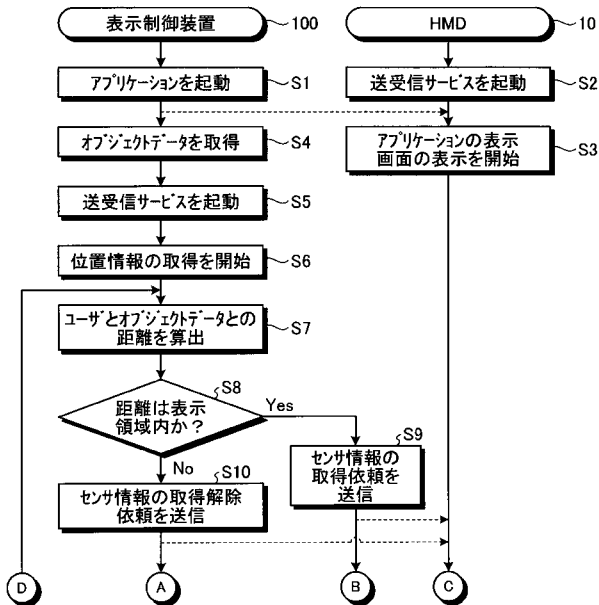 表示制御装置
100
HMD
10
アプリケーションを起動
S1
送受信サービスを起動
S2
オブジェクトデータを取得
S4
アプリケーションの表示
画面の表示を開始
S3
送受信サービスを起動
S5
位置情報の取得を開始
S6
ユーザとオブジェクトデータとの
距離を算出
S7
距離は表示
領域内か？
S8
Yes
No
センサ情報の
取得依頼を
送信
S9
センサ情報の取得解除
依頼を送信
S10
D
A
B
C